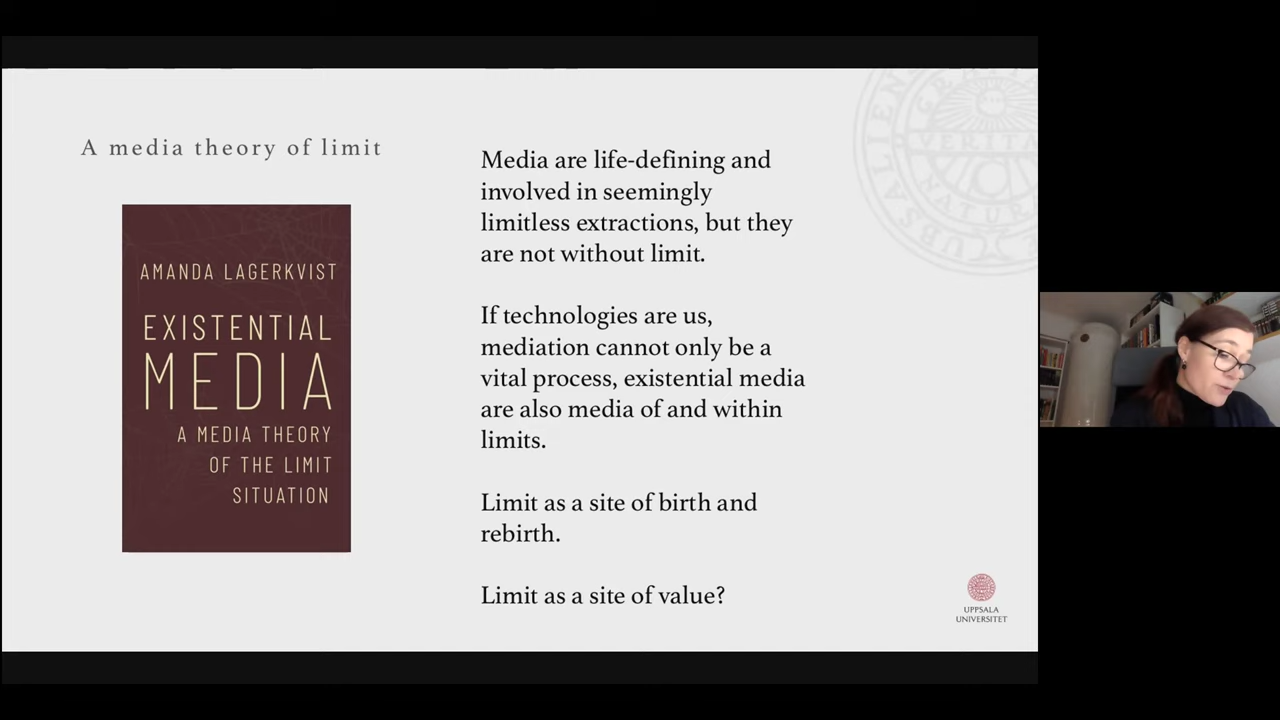 A media theory of limit
AMANDA LAGERKVIST
EXISTENTIAL
MEDIA
A MEDIA THEORY
OF THE LIMIT
SITUATION
Media are life-defining and
involved in seemingly
limitless extractions, but they
are not without limit.
If technologies are us,
mediation cannot only be a
vital process, existential media
are also media of and within
limits.
Limit as a site of birth and
rebirth.
Limit as a site of value?
VERITA
NATURA
UPPSALA
UNIVERSITET